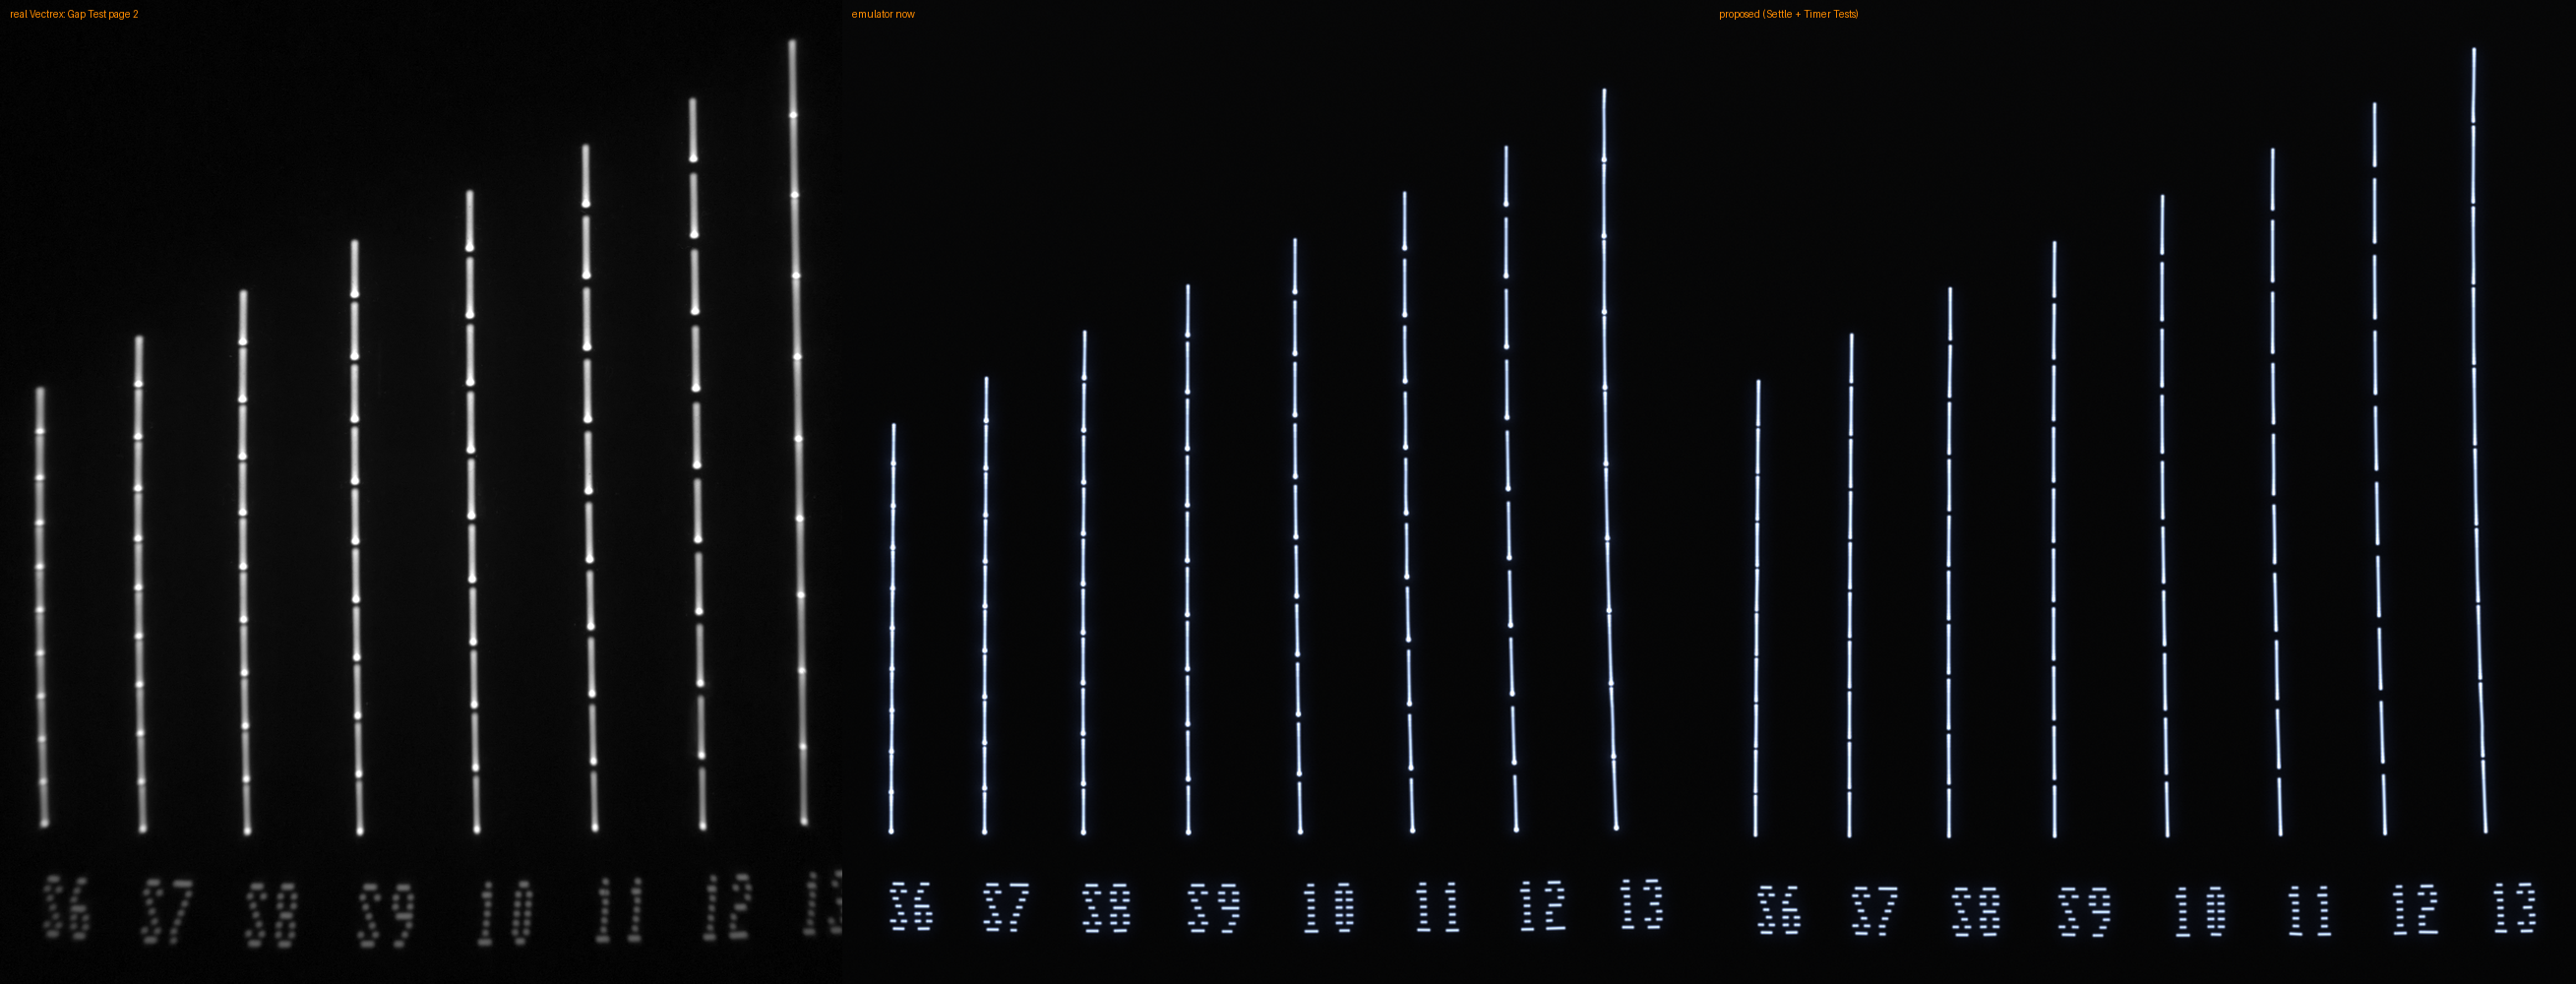 real Vectrex: Gap Test page 2 emulator now proposed (Settle + Timer Tests)
S6 S7 S8 S9 10 11 12 13 S6 S7 S8 S9 10 11 12 13 S6 S7 S8 S9 10 11 12 13